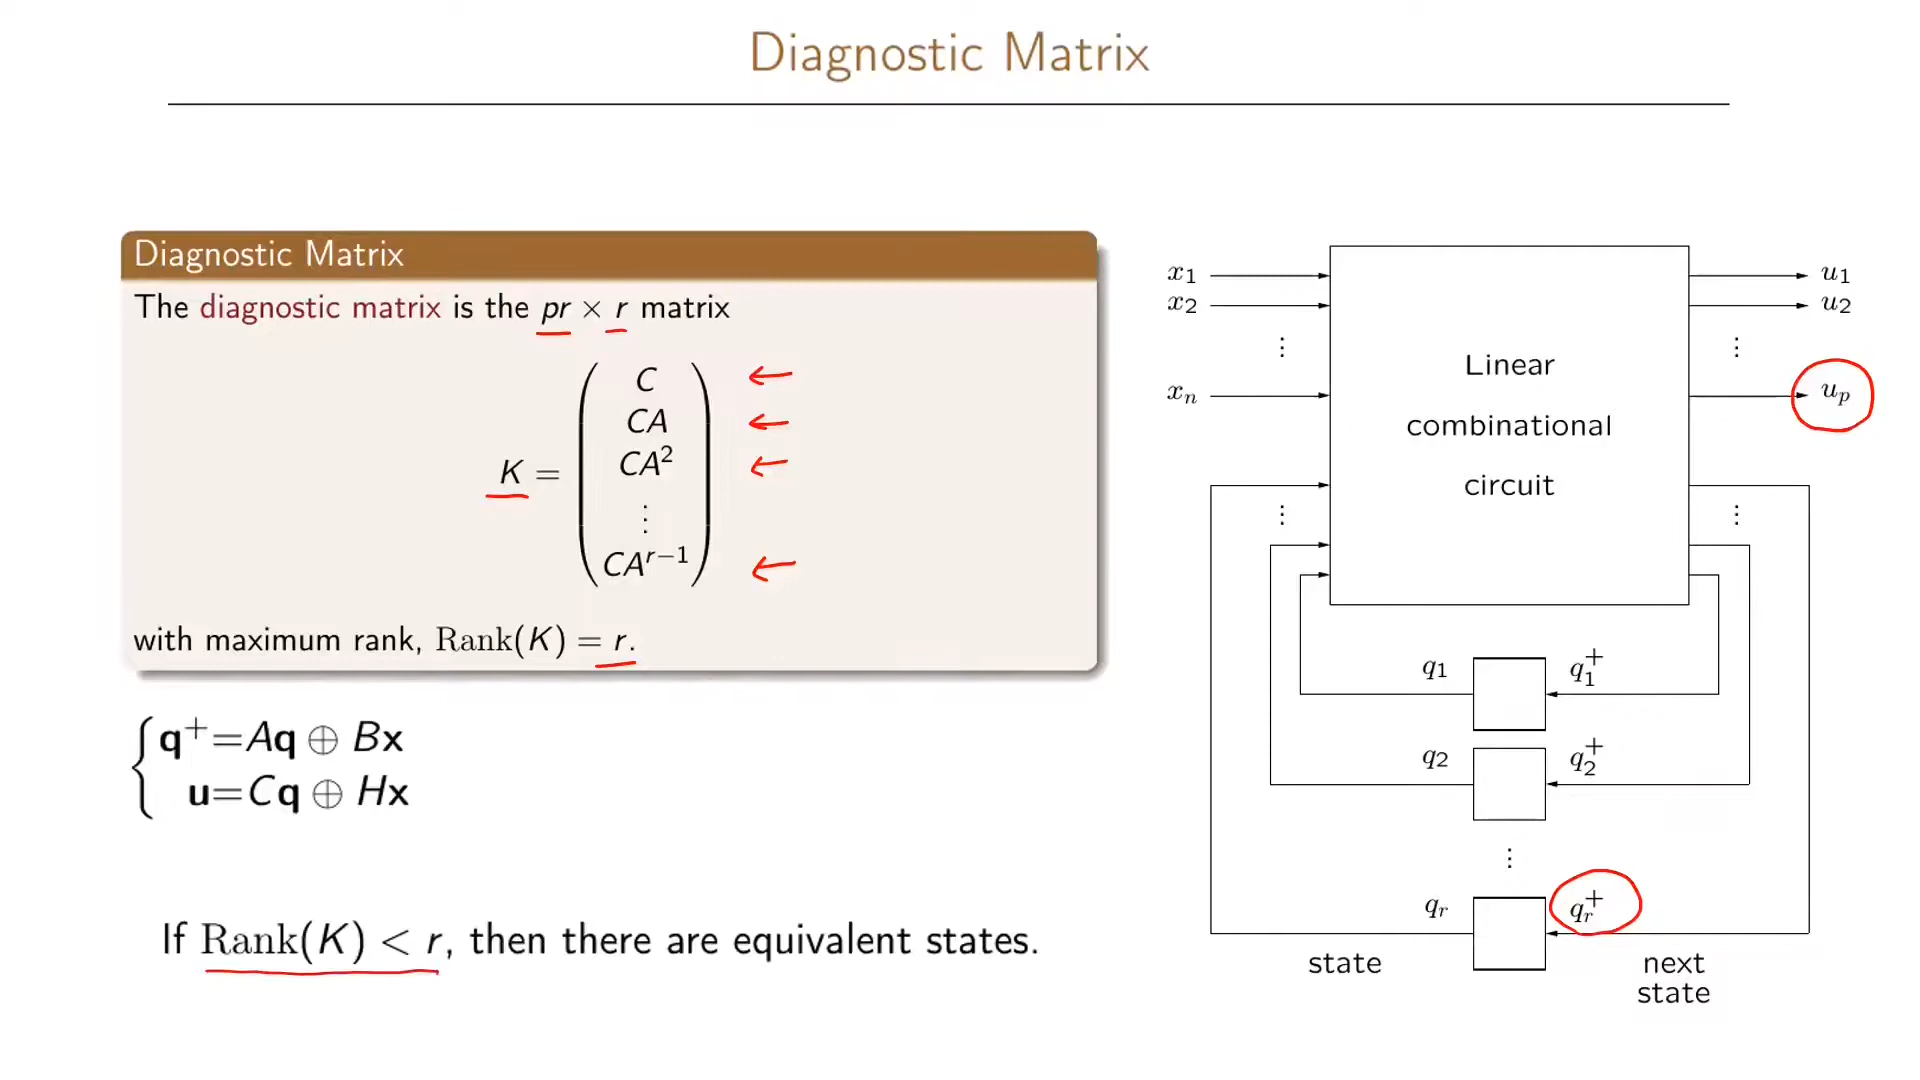 Diagnostic Matrix
Diagnostic Matrix
The diagnostic matrix is the pr × r matrix
K = ( C
CA
CA²
⋮
CAʳ⁻¹ )
with maximum rank, Rank(K) = r.
{ q⁺=Aq ⊕ Bx
u=Cq ⊕ Hx
If Rank(K) < r, then there are equivalent states.
x₁ u₁
x₂ u₂
⋮ ⋮
xₙ uₚ
Linear
combinational
circuit
⋮ ⋮
q₁ q₁⁺
q₂ q₂⁺
⋮
qᵣ qᵣ⁺
state next
state